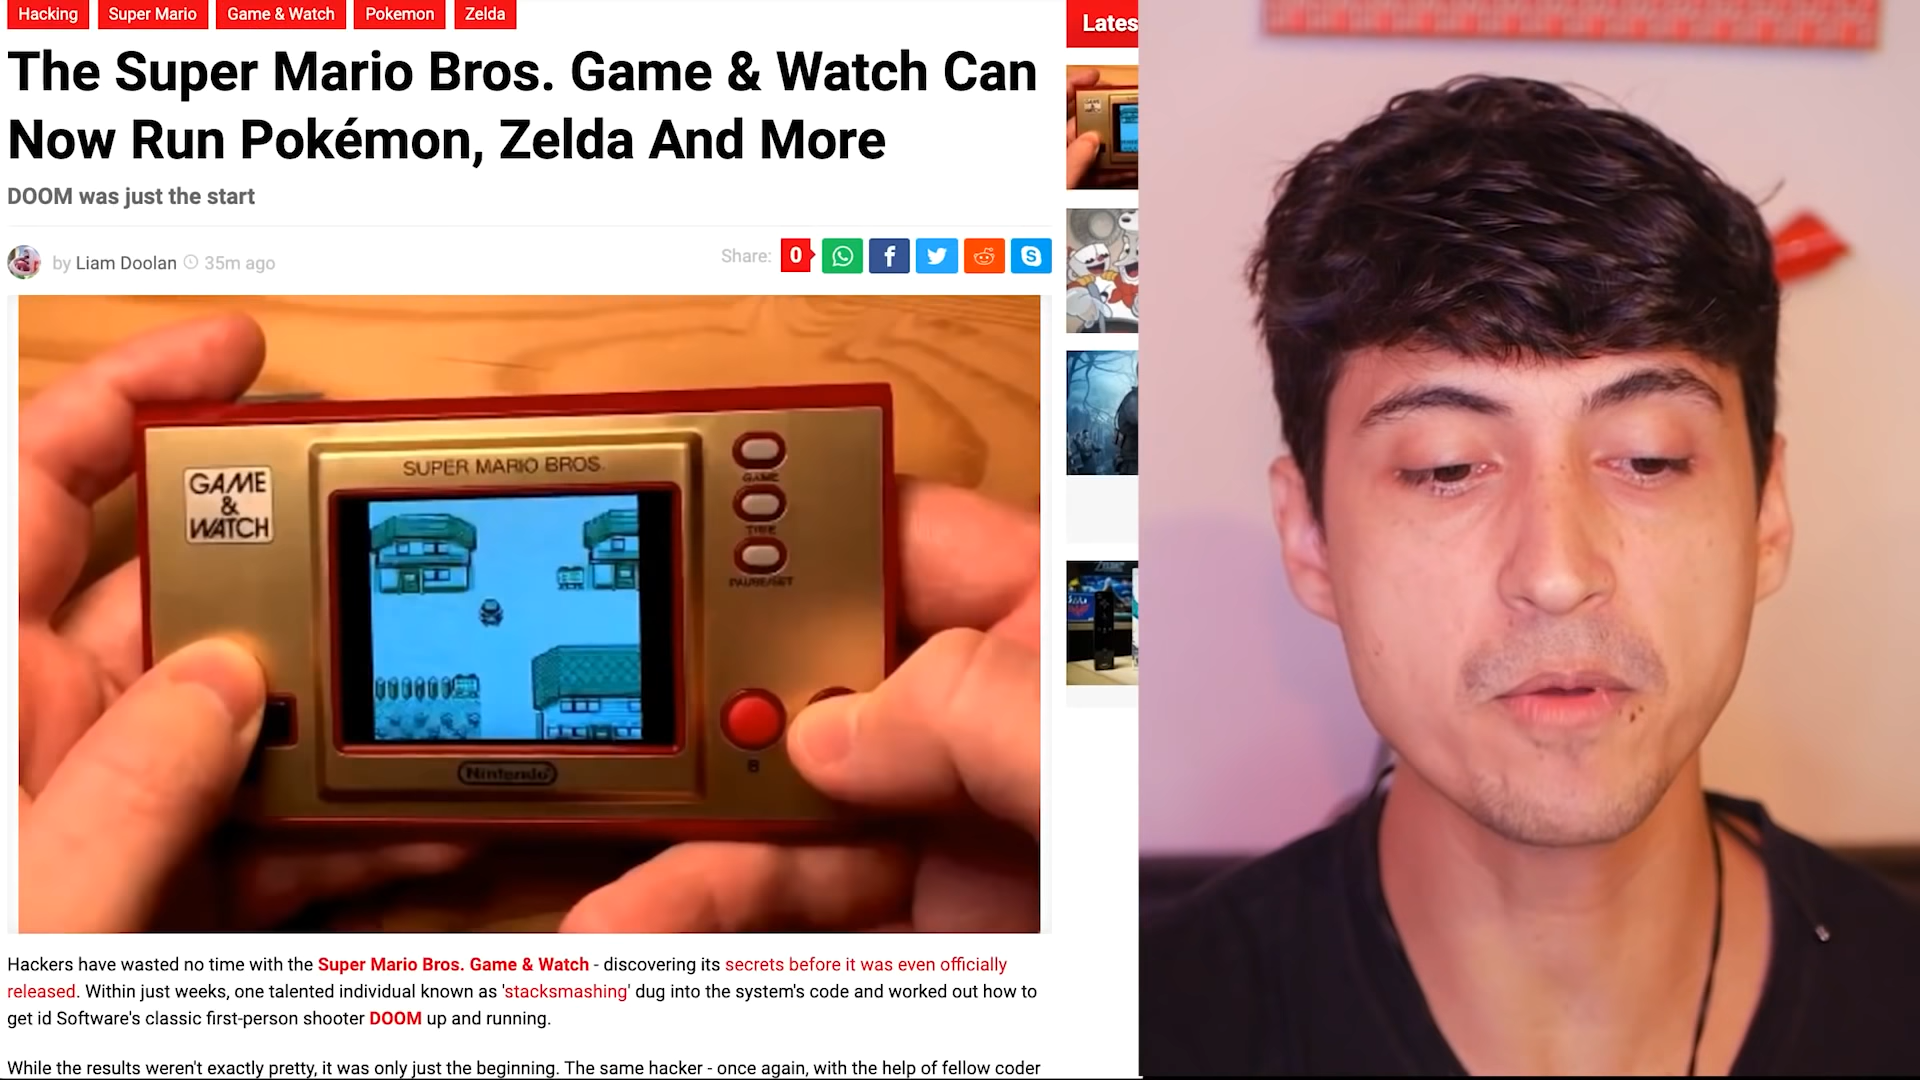 Hacking Super Mario Game & Watch Pokemon Zelda
The Super Mario Bros. Game & Watch Can
Now Run Pokémon, Zelda And More
DOOM was just the start
by Liam Doolan 35m ago
Share: 0
Lates
GAME
&
WATCH
SUPER MARIO BROS.
GAME
TIME
PAUSE/SET
B
Nintendo
Hackers have wasted no time with the Super Mario Bros. Game & Watch - discovering its secrets before it was even officially
released. Within just weeks, one talented individual known as 'stacksmashing' dug into the system's code and worked out how to
get id Software's classic first-person shooter DOOM up and running.
While the results weren't exactly pretty, it was only just the beginning. The same hacker - once again, with the help of fellow coder